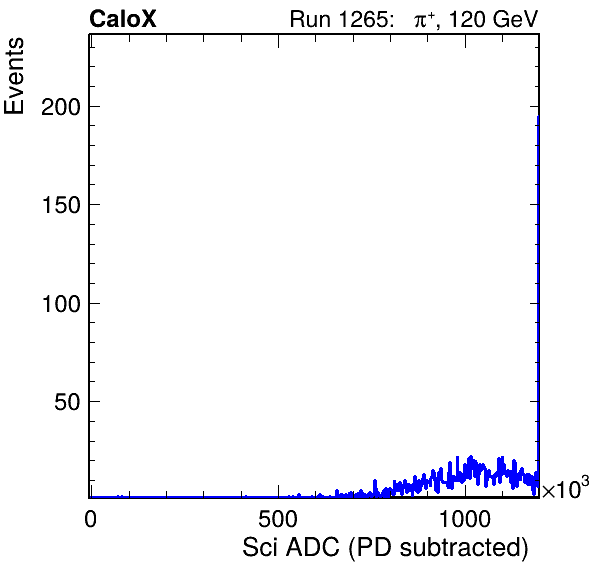 CaloX Run 1265: π⁺, 120 GeV
Events
200
150
100
50
0 500 1000 ×10³
Sci ADC (PD subtracted)